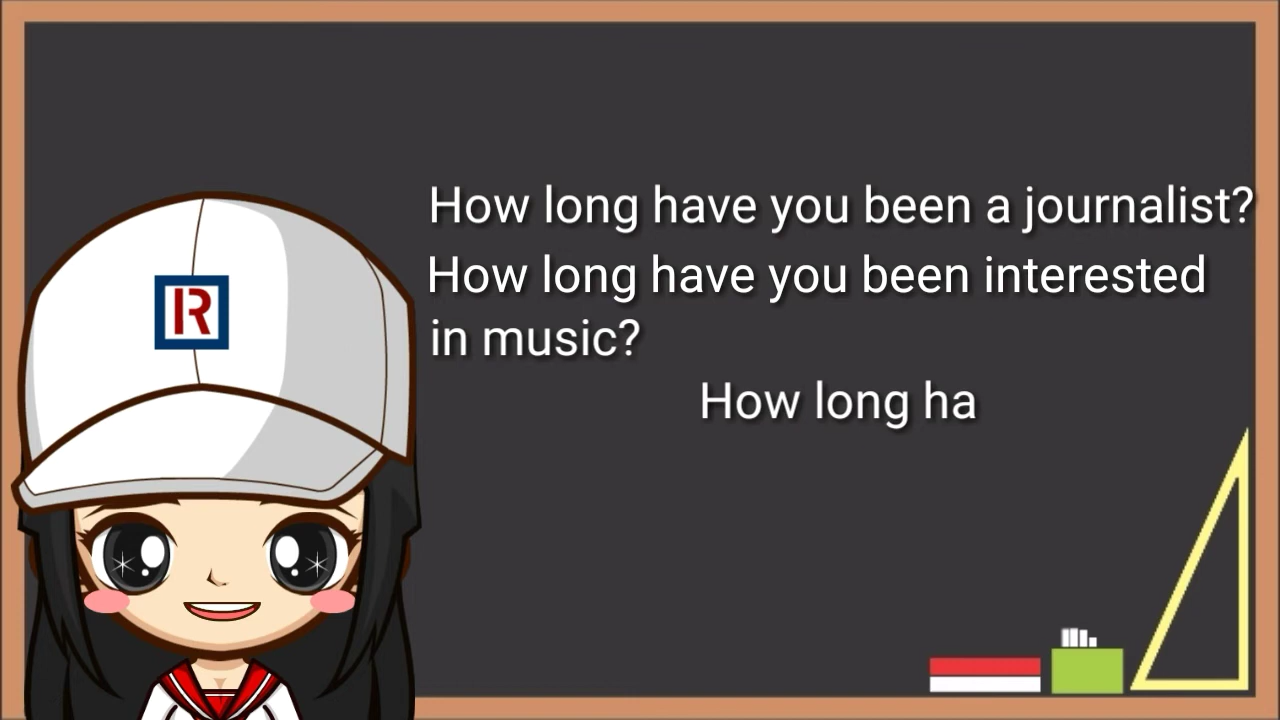 How long have you been a journalist?
How long have you been interested
in music?
How long ha
R